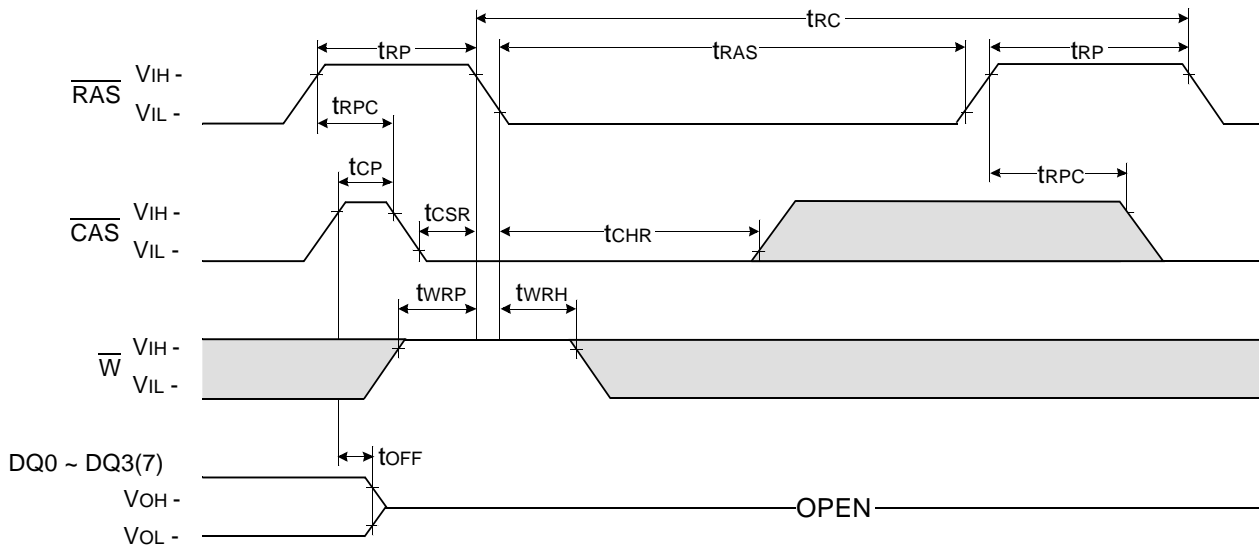 tRC
tRP
tRAS
tRP
RAS
VIH -
VIL -
tRPC
tCP
tRPC
CAS
VIH -
VIL -
tCSR
tCHR
tWRP
tWRH
W
VIH -
VIL -
DQ0 ~ DQ3(7)
tOFF
VOH -
VOL -
OPEN